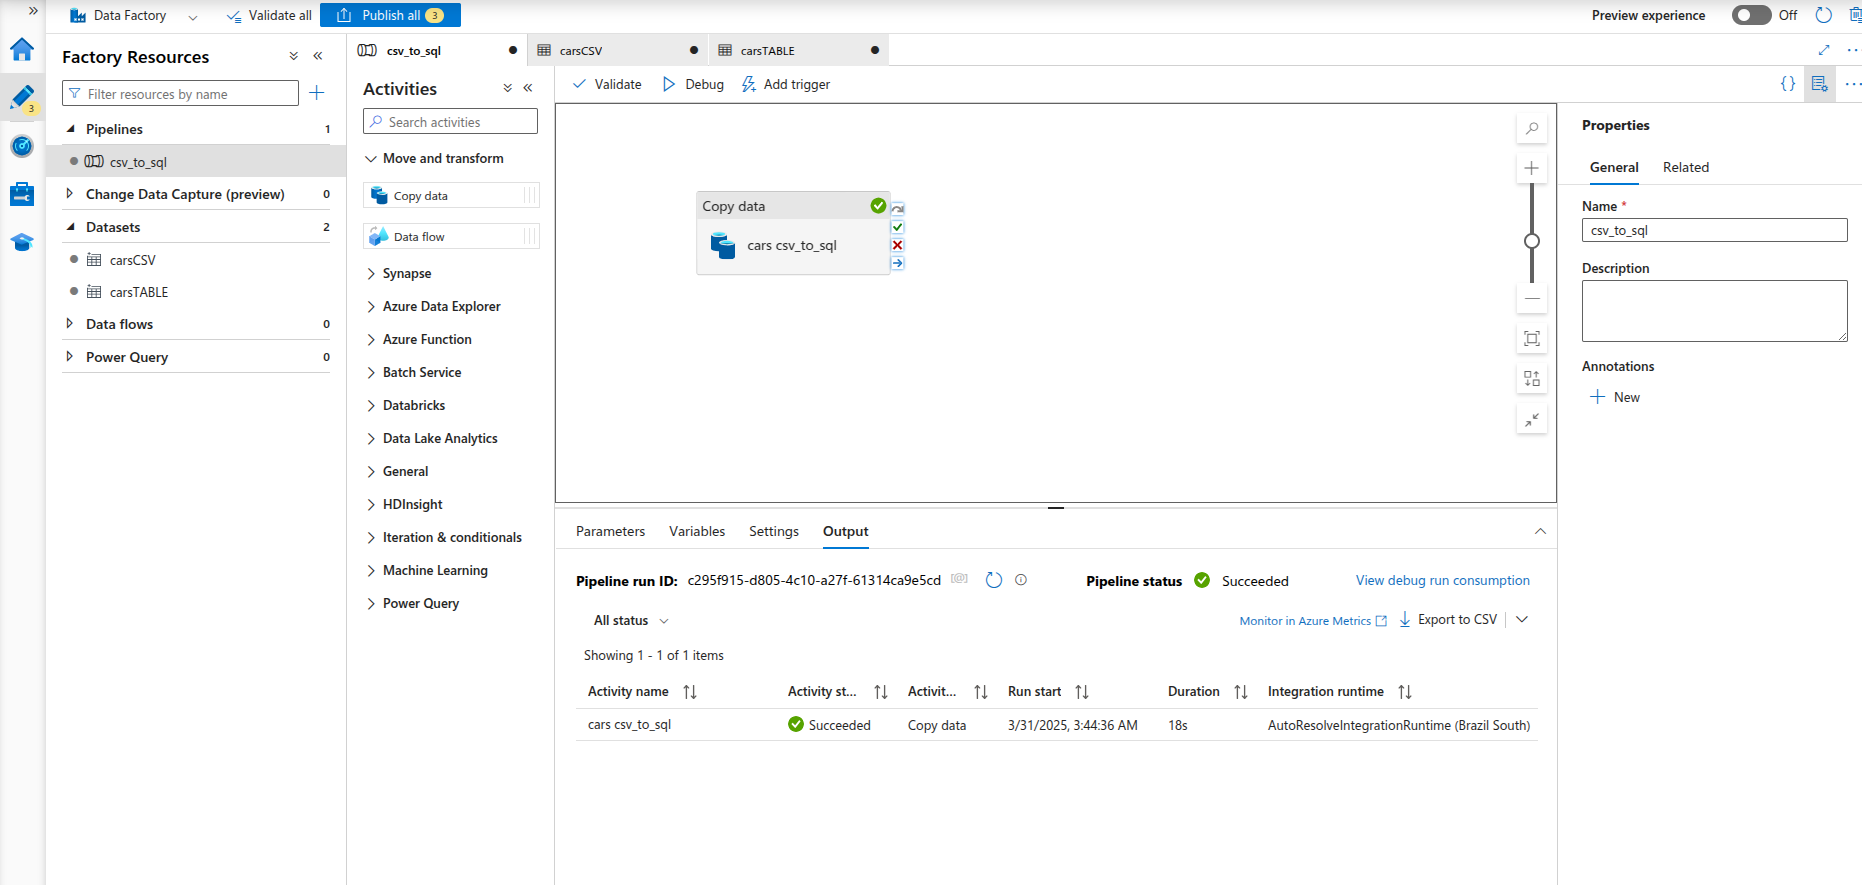 Data Factory
Validate all
Publish all 3
Preview experience
Off
3
Factory Resources
Filter resources by name
Pipelines 1
csv_to_sql
Change Data Capture (preview) 0
Datasets 2
carsCSV
carsTABLE
Data flows 0
Power Query 0
csv_to_sql
carsCSV
carsTABLE
Activities
Search activities
Move and transform
Copy data
Data flow
Synapse
Azure Data Explorer
Azure Function
Batch Service
Databricks
Data Lake Analytics
General
HDInsight
Iteration & conditionals
Machine Learning
Power Query
Validate
Debug
Add trigger
Copy data
cars csv_to_sql
Parameters Variables Settings Output
Pipeline run ID: c295f915-d805-4c10-a27f-61314ca9e5cd [@]
Pipeline status Succeeded
View debug run consumption
All status
Monitor in Azure Metrics
Export to CSV
Showing 1 - 1 of 1 items
Activity name Activity st... Activit... Run start Duration Integration runtime
cars csv_to_sql Succeeded Copy data 3/31/2025, 3:44:36 AM 18s AutoResolveIntegrationRuntime (Brazil South)
{}
Properties
General Related
Name *
csv_to_sql
Description
Annotations
New